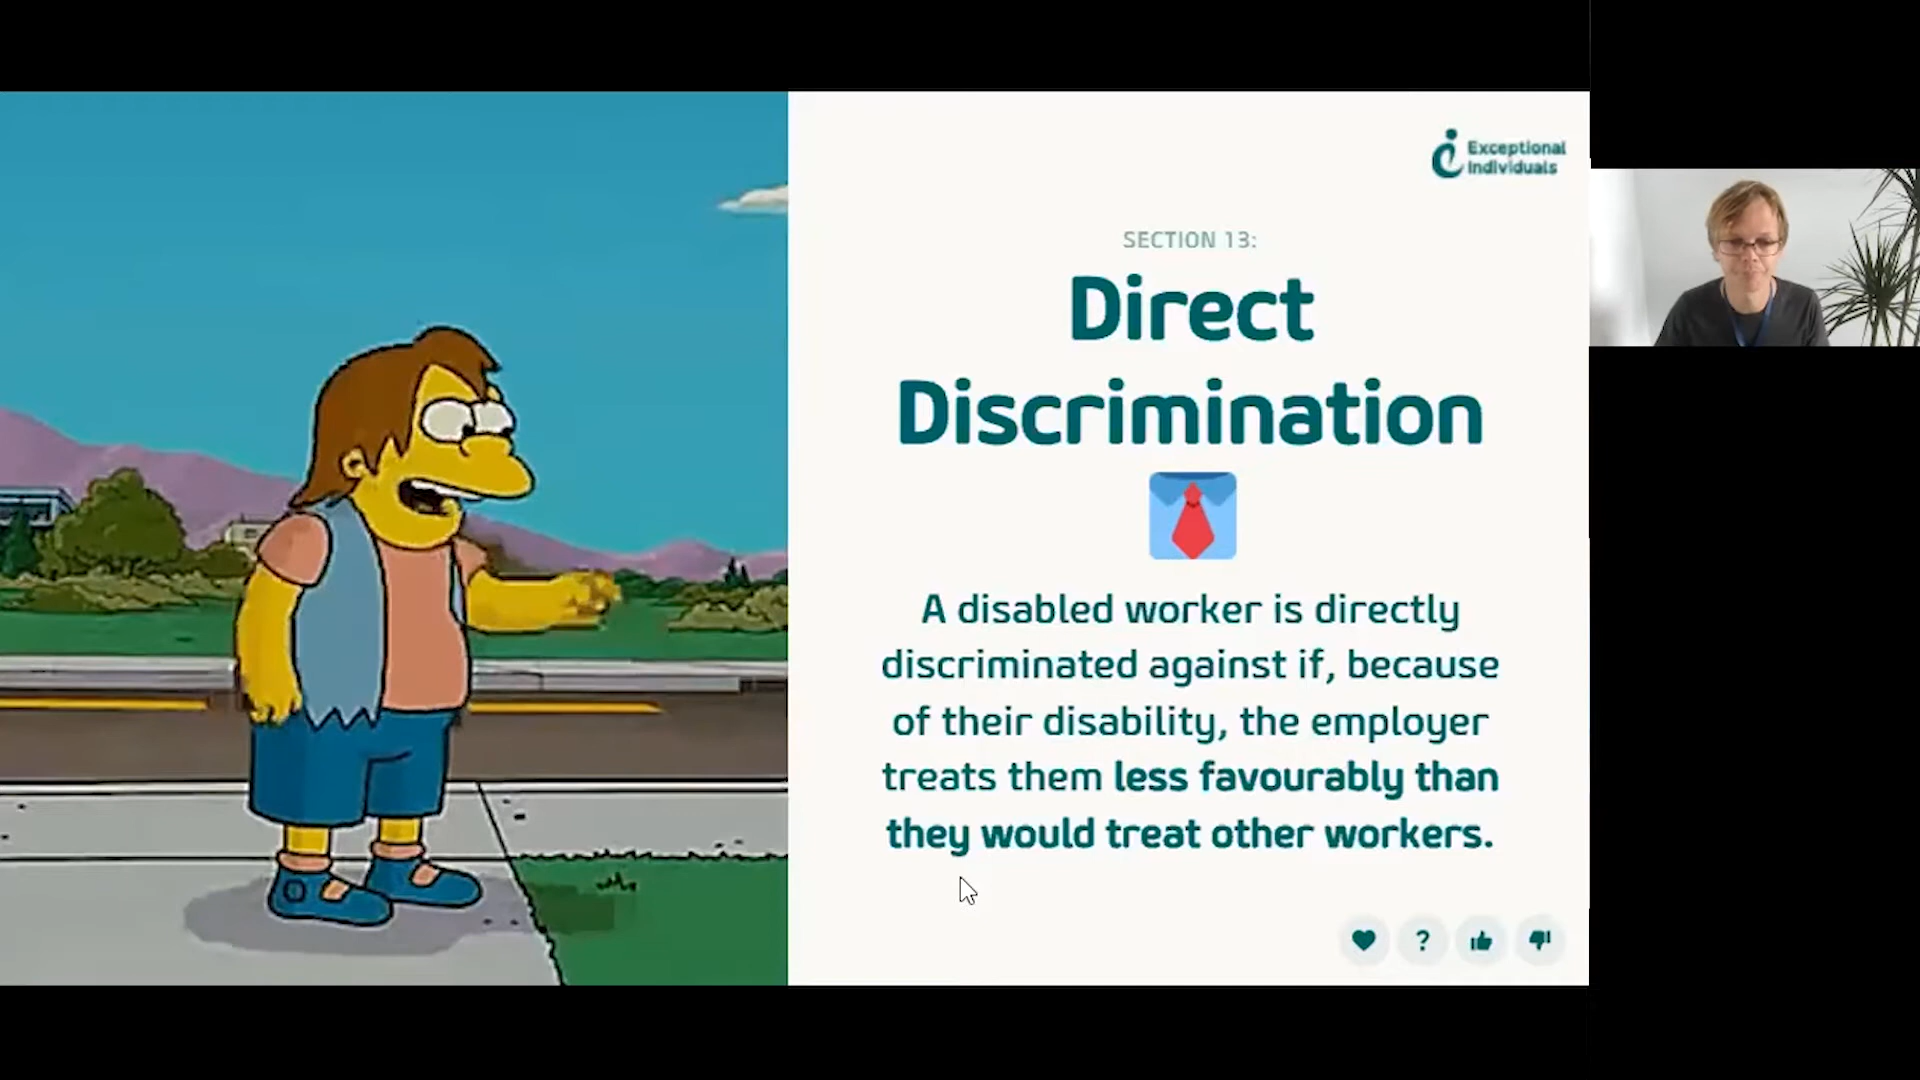 Exceptional
Individuals
SECTION 13:
Direct
Discrimination
A disabled worker is directly
discriminated against if, because
of their disability, the employer
treats them less favourably than
they would treat other workers.
?